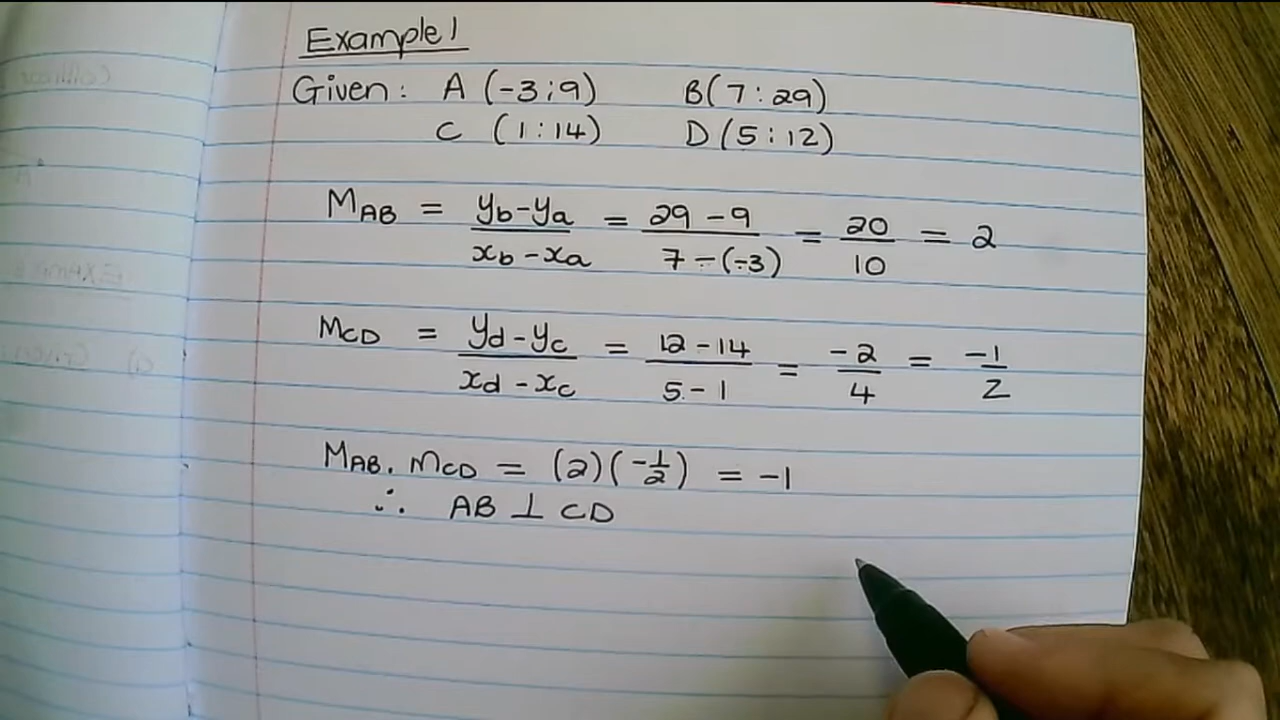 Example 1
Given: A (-3;9) B(7:29)
C (1:14) D(5:12)
MAB = yb-ya / xb-xa = 29-9 / 7-(-3) = 20/10 = 2
MCD = yd-yc / xd-xc = 12-14 / 5-1 = -2/4 = -1/2
MAB. MCD = (2)(-1/2) = -1
∴ AB ⊥ CD